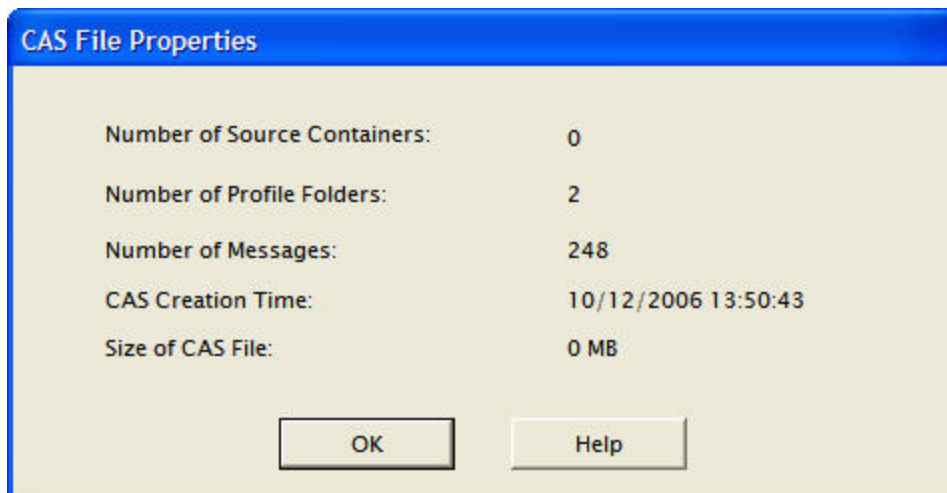 CAS File Properties
Number of Source Containers: 0
Number of Profile Folders: 2
Number of Messages: 248
CAS Creation Time: 10/12/2006 13:50:43
Size of CAS File: 0 MB
OK Help